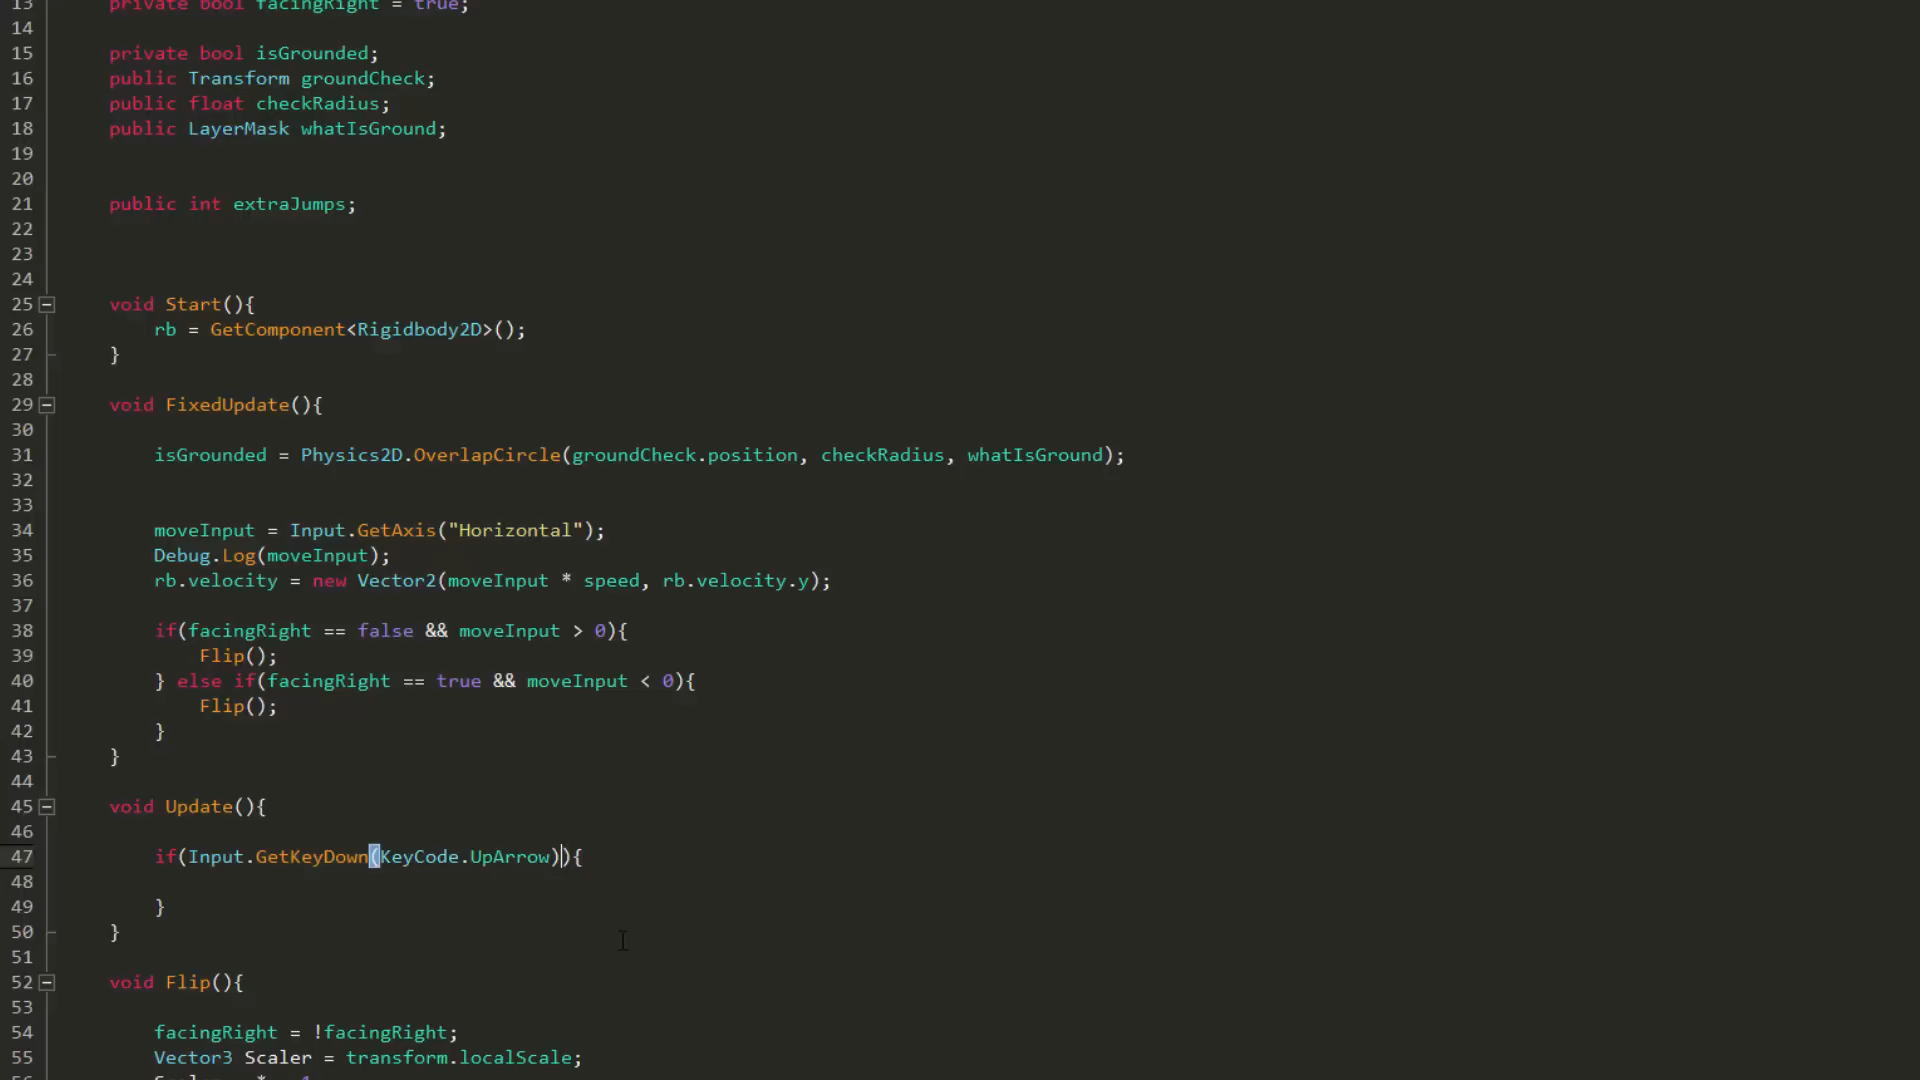 13 private bool facingRight = true;
14
15 private bool isGrounded;
16 public Transform groundCheck;
17 public float checkRadius;
18 public LayerMask whatIsGround;
19
20
21 public int extraJumps;
22
23
24
25 void Start(){
26 rb = GetComponent<Rigidbody2D>();
27 }
28
29 void FixedUpdate(){
30
31 isGrounded = Physics2D.OverlapCircle(groundCheck.position, checkRadius, whatIsGround);
32
33
34 moveInput = Input.GetAxis("Horizontal");
35 Debug.Log(moveInput);
36 rb.velocity = new Vector2(moveInput * speed, rb.velocity.y);
37
38 if(facingRight == false && moveInput > 0){
39 Flip();
40 } else if(facingRight == true && moveInput < 0){
41 Flip();
42 }
43 }
44
45 void Update(){
46
47 if(Input.GetKeyDown(KeyCode.UpArrow)){
48
49 }
50 }
51
52 void Flip(){
53
54 facingRight = !facingRight;
55 Vector3 Scaler = transform.localScale;